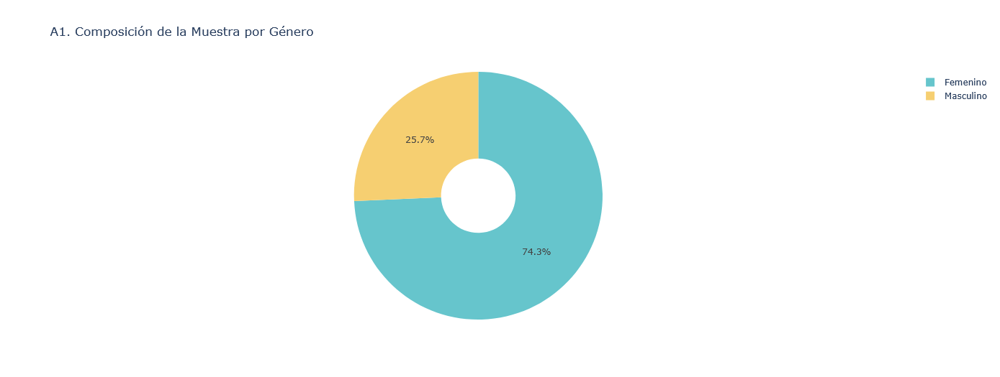 A1. Composición de la Muestra por Género
Femenino
Masculino
25.7%
74.3%